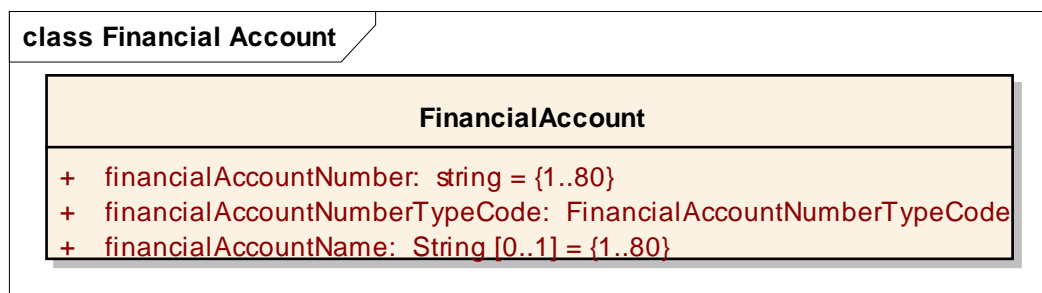 class Financial Account
FinancialAccount
+ financialAccountNumber: string = {1..80}
+ financialAccountNumberTypeCode: FinancialAccountNumberTypeCode
+ financialAccountName: String [0..1] = {1..80}